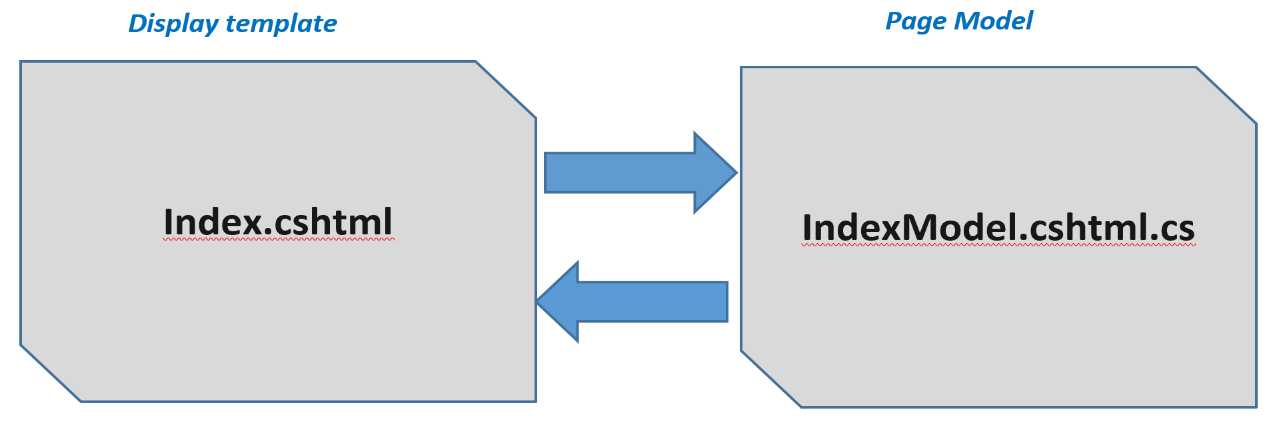 Display template
Page Model
Index.cshtml
IndexModel.cshtml.cs